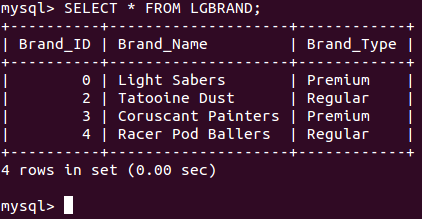 mysql> SELECT * FROM LGBRAND;
+----------+--------------------+------------+
| Brand_ID | Brand_Name         | Brand_Type |
+----------+--------------------+------------+
|        0 | Light Sabers       | Premium    |
|        2 | Tatooine Dust      | Regular    |
|        3 | Coruscant Painters | Premium    |
|        4 | Racer Pod Ballers  | Regular    |
+----------+--------------------+------------+
4 rows in set (0.00 sec)
mysql>